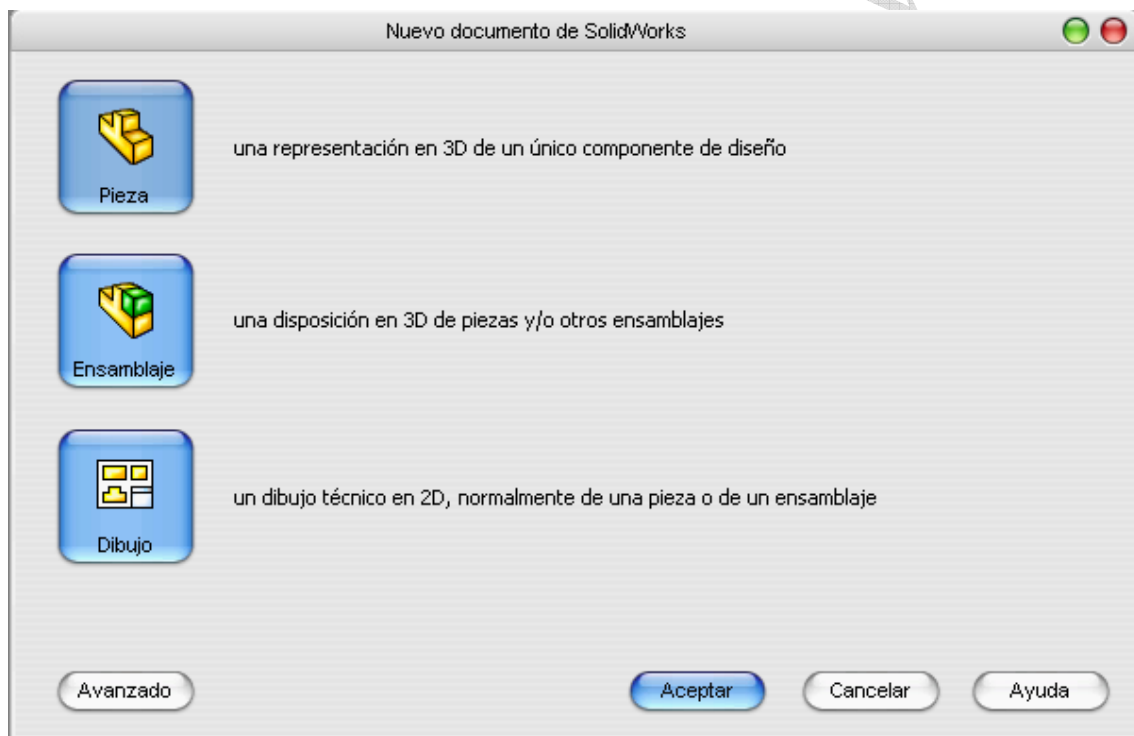 Nuevo documento de SolidWorks
Pieza
una representación en 3D de un único componente de diseño
Ensamblaje
una disposición en 3D de piezas y/o otros ensamblajes
Dibujo
un dibujo técnico en 2D, normalmente de una pieza o de un ensamblaje
Avanzado
Aceptar
Cancelar
Ayuda